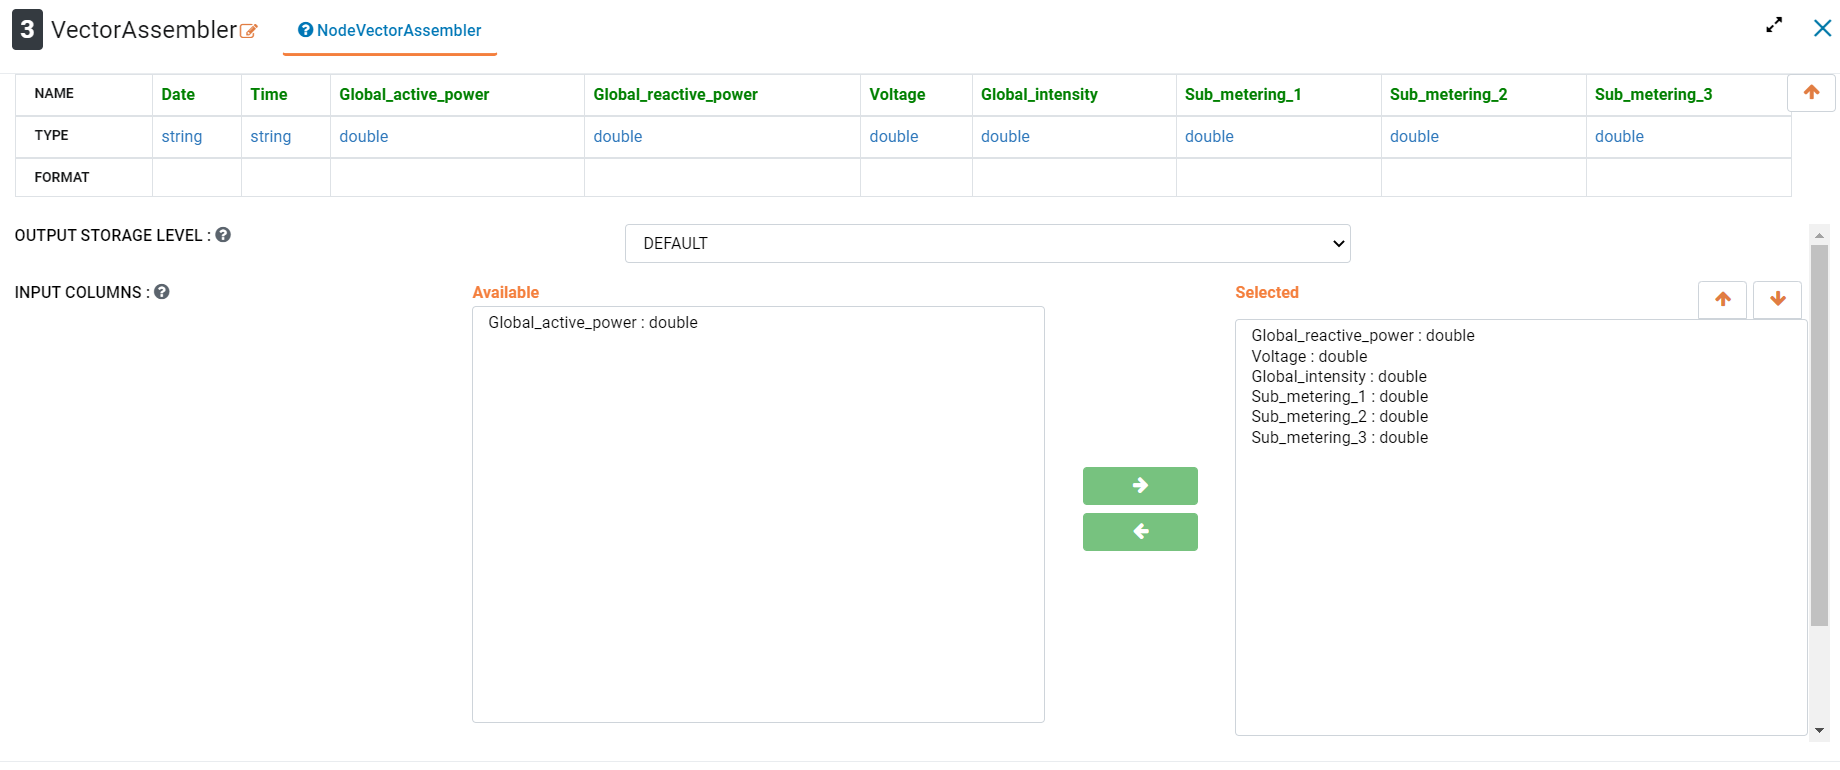 3 VectorAssembler NodeVectorAssembler
NAME Date Time Global_active_power Global_reactive_power Voltage Global_intensity Sub_metering_1 Sub_metering_2 Sub_metering_3
TYPE string string double double double double double double double
FORMAT
OUTPUT STORAGE LEVEL : DEFAULT
INPUT COLUMNS : Available Selected
Global_active_power : double
Global_reactive_power : double
Voltage : double
Global_intensity : double
Sub_metering_1 : double
Sub_metering_2 : double
Sub_metering_3 : double